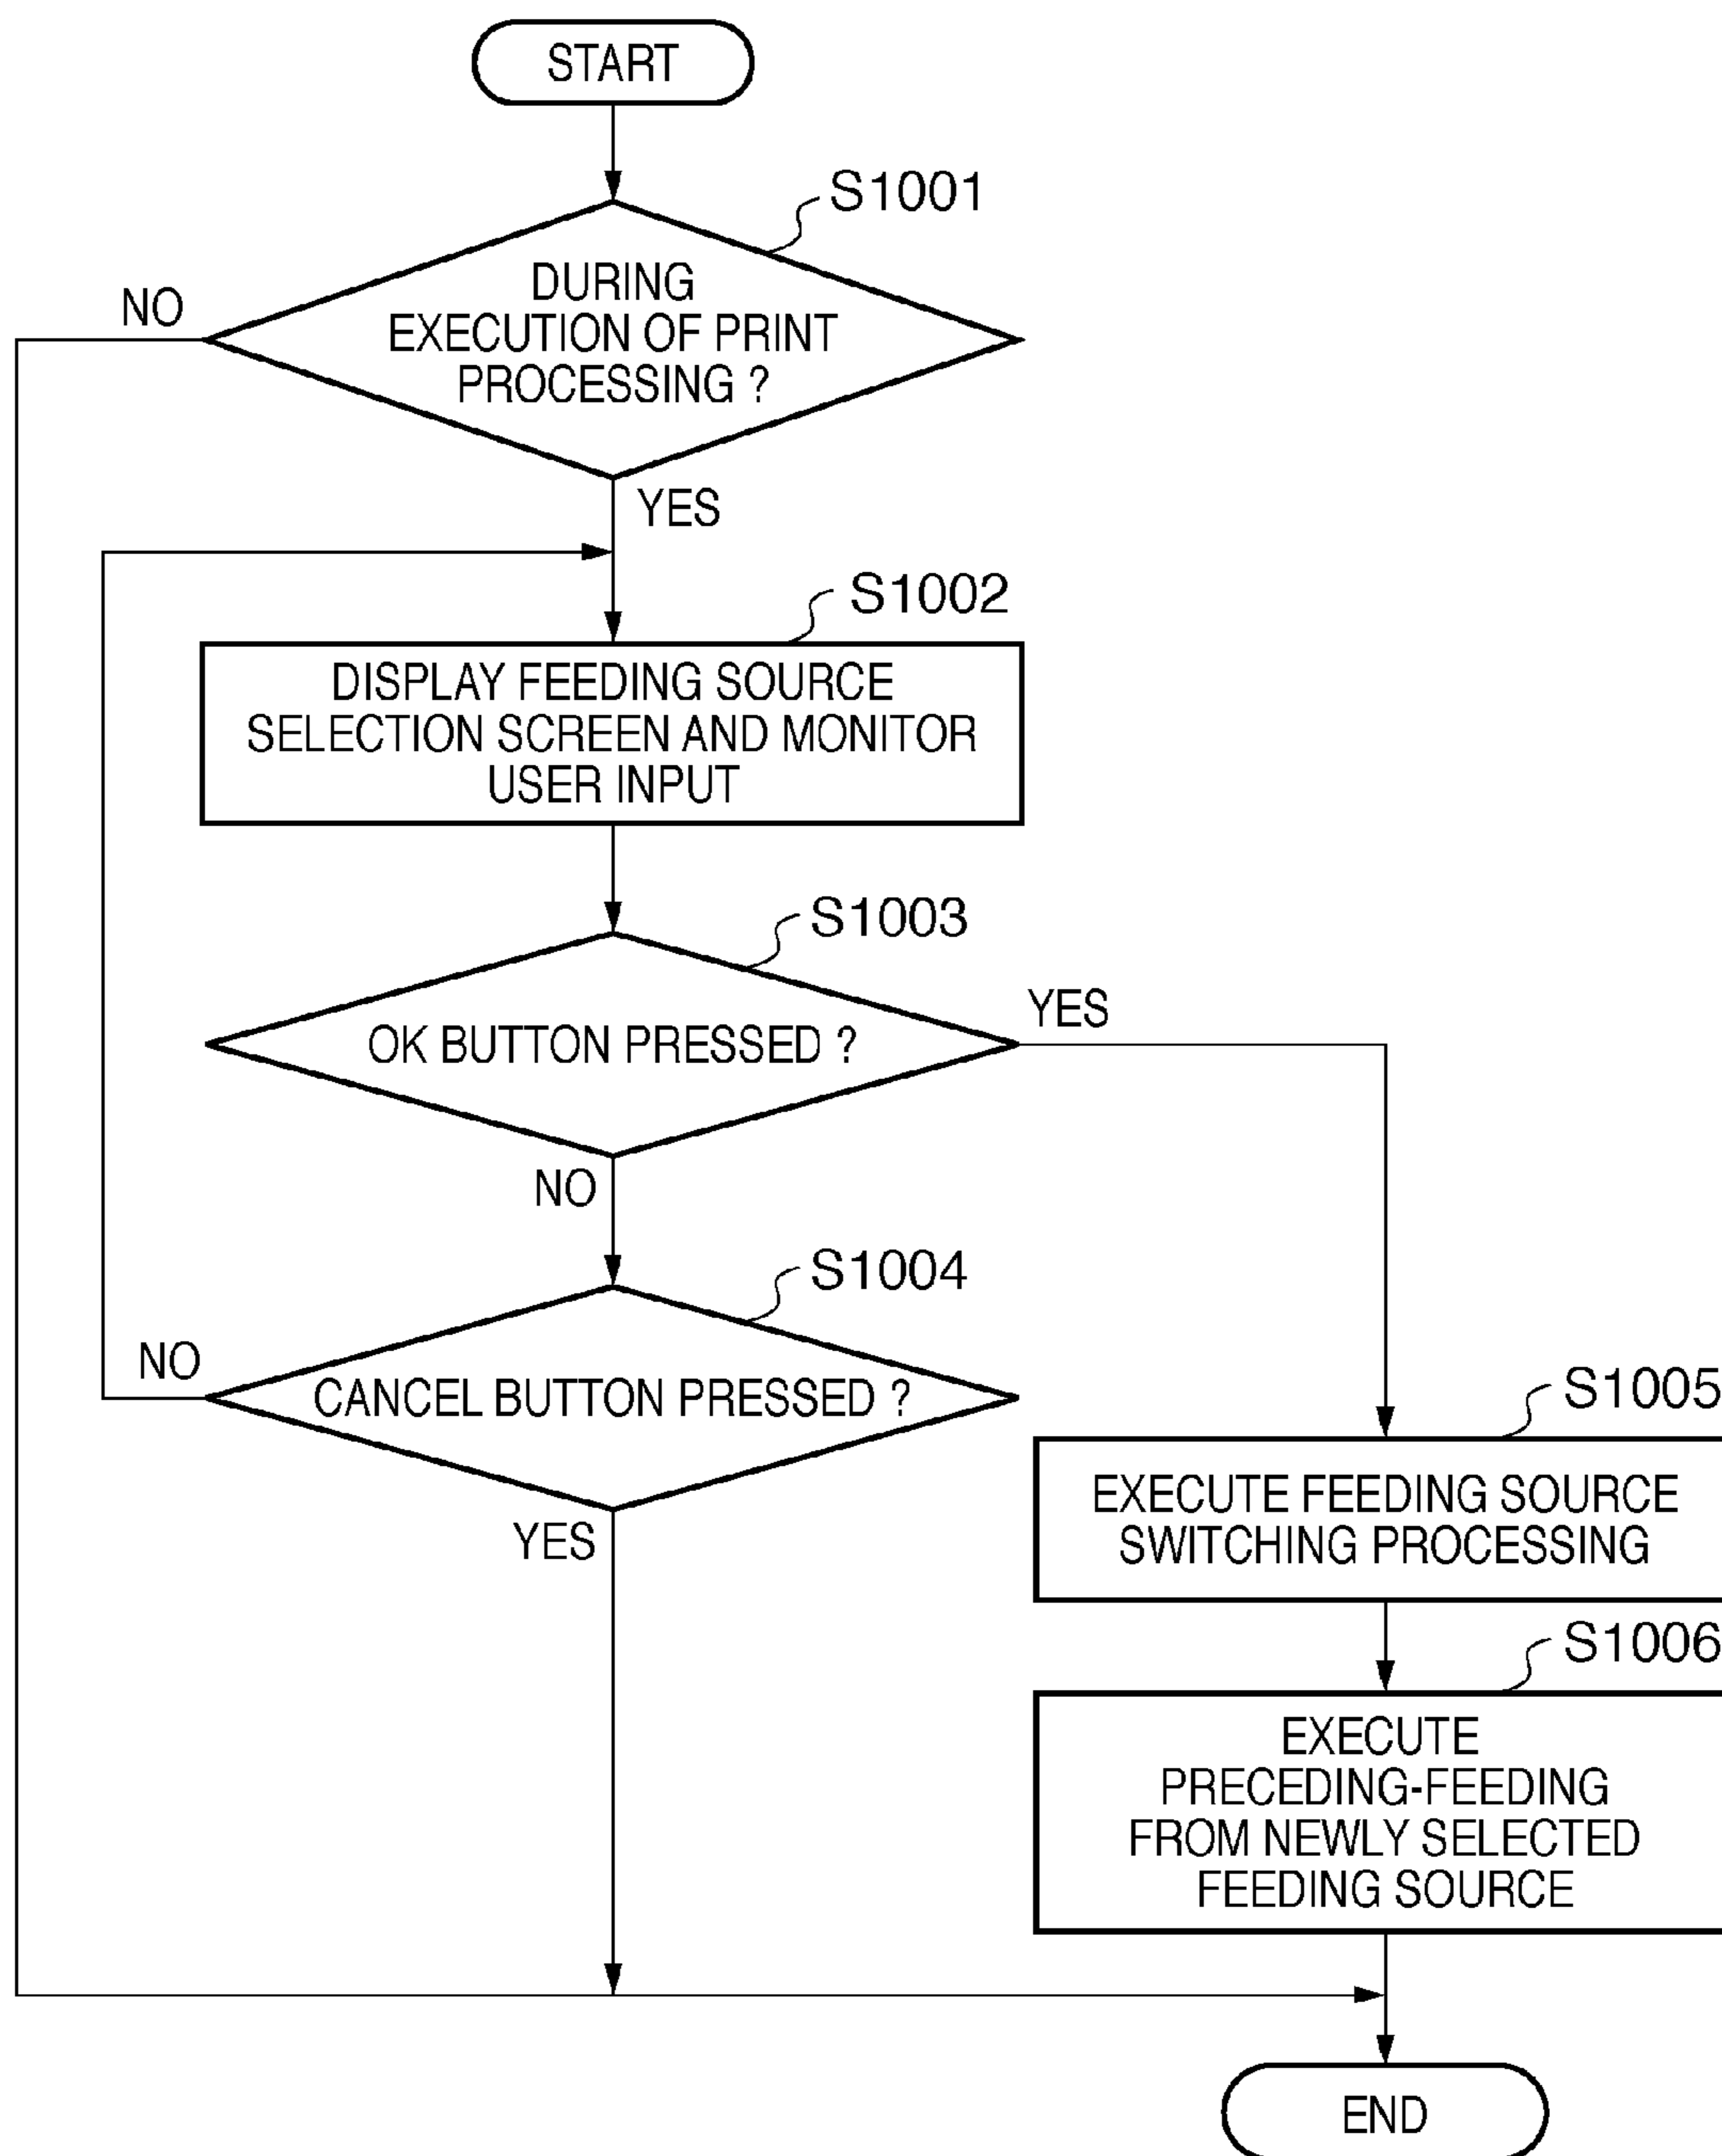 START
S1001
DURING
EXECUTION OF PRINT
PROCESSING ?
NO
YES
S1002
DISPLAY FEEDING SOURCE
SELECTION SCREEN AND MONITOR
USER INPUT
S1003
OK BUTTON PRESSED ?
YES
NO
S1004
CANCEL BUTTON PRESSED ?
NO
YES
S1005
EXECUTE FEEDING SOURCE
SWITCHING PROCESSING
S1006
EXECUTE
PRECEDING-FEEDING
FROM NEWLY SELECTED
FEEDING SOURCE
END